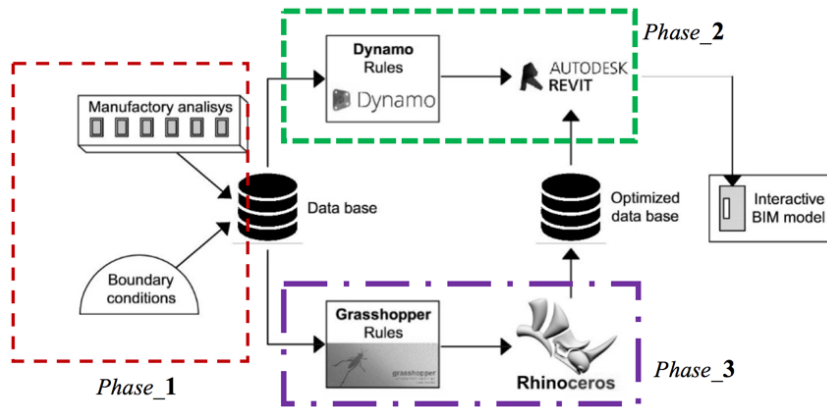 Phase_2
Dynamo
Rules
Dynamo
AUTODESK
REVIT
Manufactory analisys
Data base
Optimized
data base
Interactive
BIM model
Boundary
conditions
Grasshopper
Rules
grasshopper
Rhinoceros
Phase_1
Phase_3